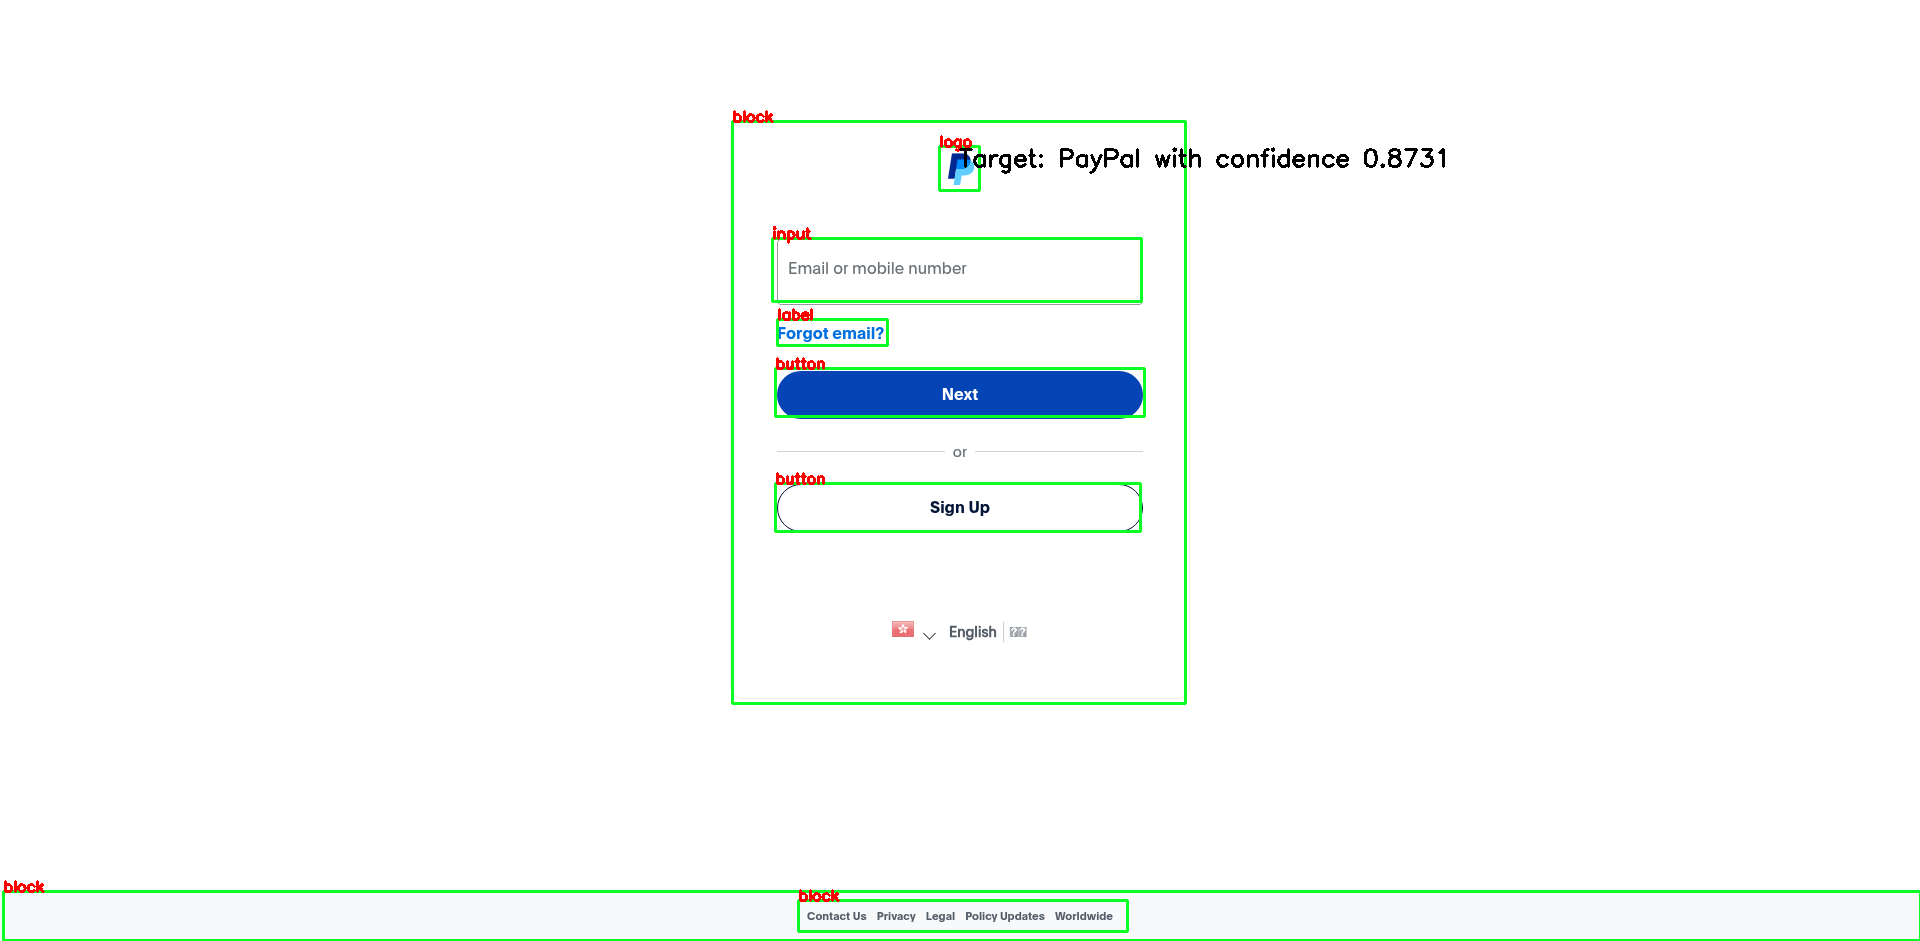 block
logo
Target: PayPal with confidence 0.8731
input
Email or mobile number
label
Forgot email?
button
Next
or
button
Sign Up
English
block
block
Contact Us Privacy Legal Policy Updates Worldwide